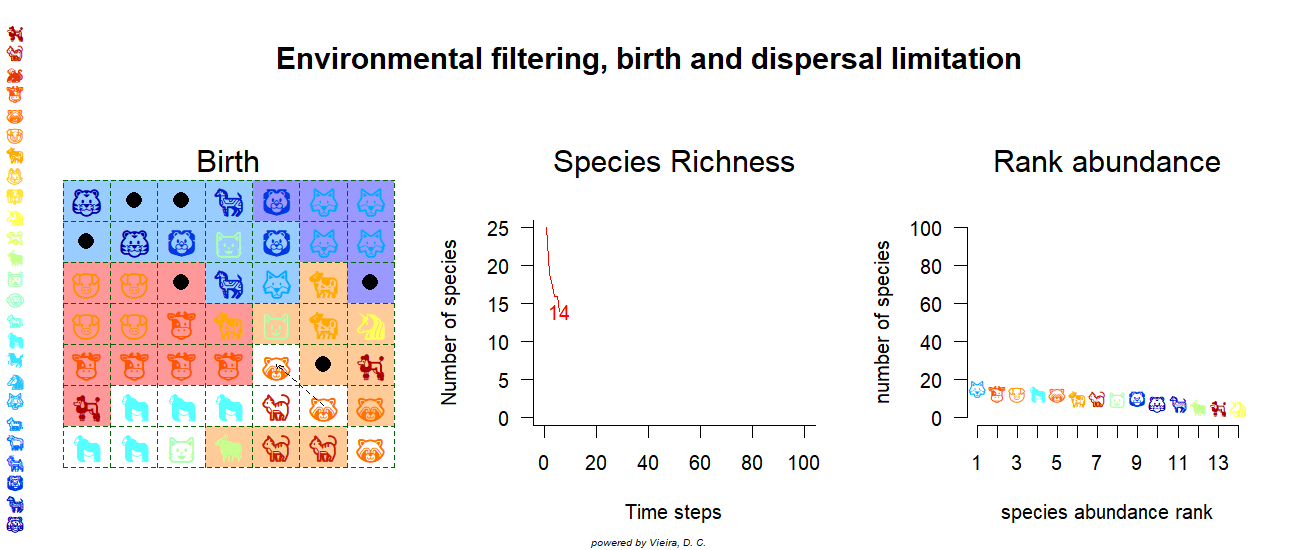 Environmental filtering, birth and dispersal limitation
Birth
Species Richness
Rank abundance
Number of species
25
20
15
10
5
0
14
0 20 40 60 80 100
Time steps
number of species
100
80
60
40
20
0
1 3 5 7 9 11 13
species abundance rank
powered by Vieira, D. C.